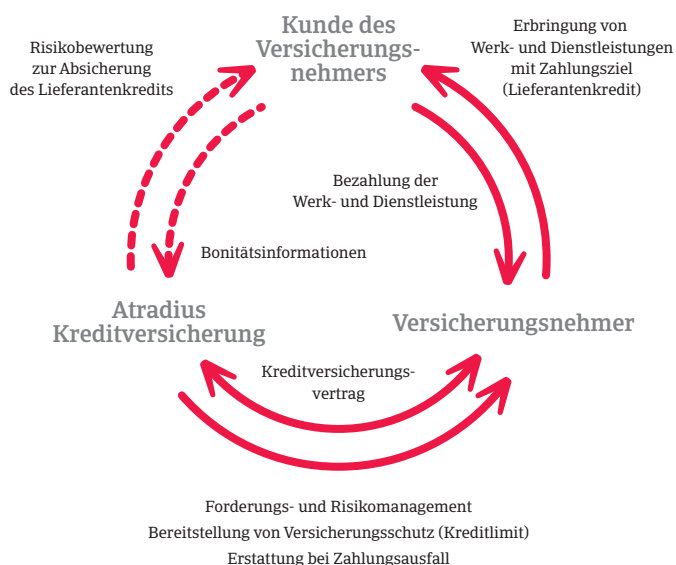 Kunde des
Versicherungs-
nehmers
Risikobewertung
zur Absicherung
des Lieferantenkredits
Erbringung von
Werk- und Dienstleistungen
mit Zahlungsziel
(Lieferantenkredit)
Bezahlung der
Werk- und Dienstleistung
Bonitätsinformationen
Atradius
Kreditversicherung
Versicherungsnehmer
Kreditversicherungs-
vertrag
Forderungs- und Risikomanagement
Bereitstellung von Versicherungsschutz (Kreditlimit)
Erstattung bei Zahlungsausfall